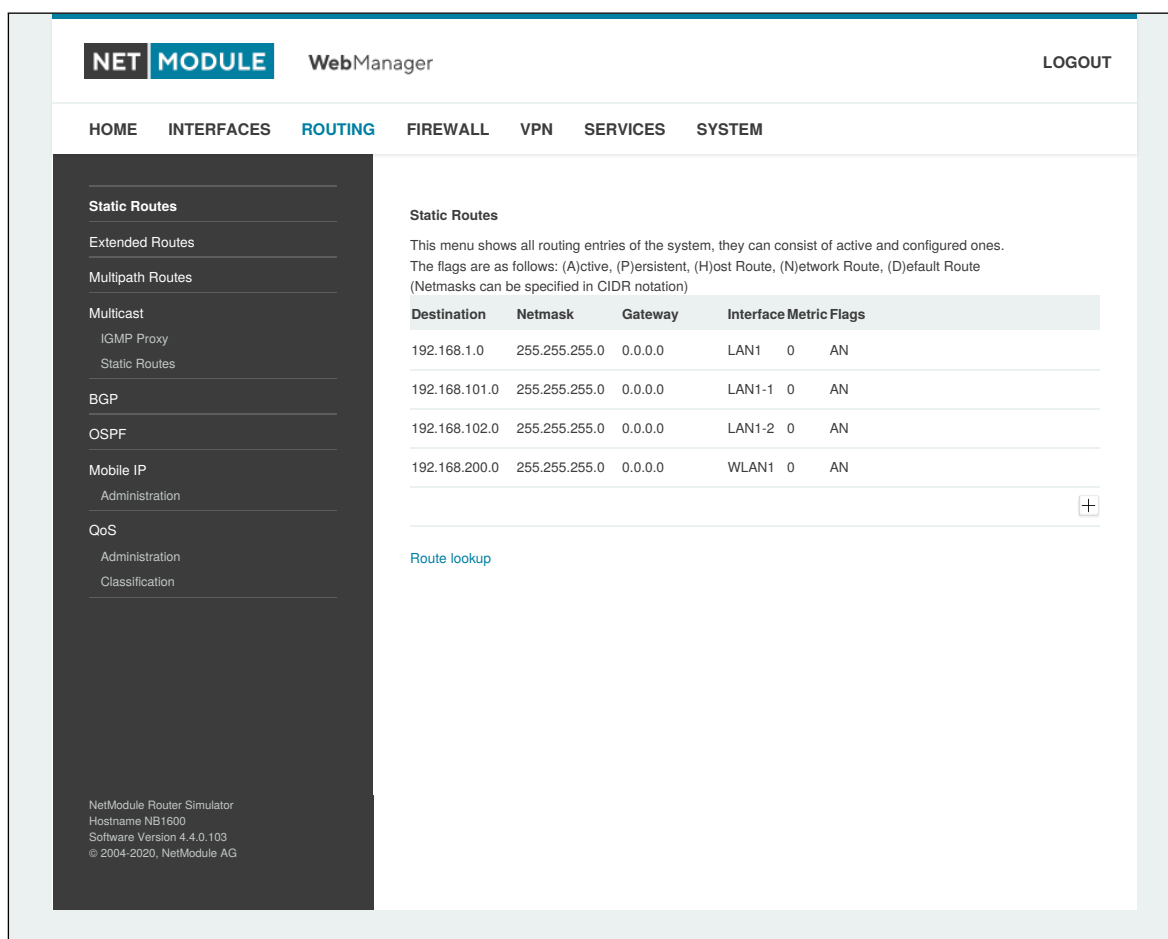 NET MODULE WebManager LOGOUT
HOME INTERFACES ROUTING FIREWALL VPN SERVICES SYSTEM
Static Routes
Extended Routes
Multipath Routes
Multicast
IGMP Proxy
Static Routes
BGP
OSPF
Mobile IP
Administration
QoS
Administration
Classification
NetModule Router Simulator
Hostname NB1600
Software Version 4.4.0.103
© 2004-2020, NetModule AG
Static Routes
This menu shows all routing entries of the system, they can consist of active and configured ones.
The flags are as follows: (A)ctive, (P)ersistent, (H)ost Route, (N)etwork Route, (D)efault Route
(Netmasks can be specified in CIDR notation)
Destination Netmask Gateway Interface Metric Flags
192.168.1.0 255.255.255.0 0.0.0.0 LAN1 0 AN
192.168.101.0 255.255.255.0 0.0.0.0 LAN1-1 0 AN
192.168.102.0 255.255.255.0 0.0.0.0 LAN1-2 0 AN
192.168.200.0 255.255.255.0 0.0.0.0 WLAN1 0 AN
Route lookup